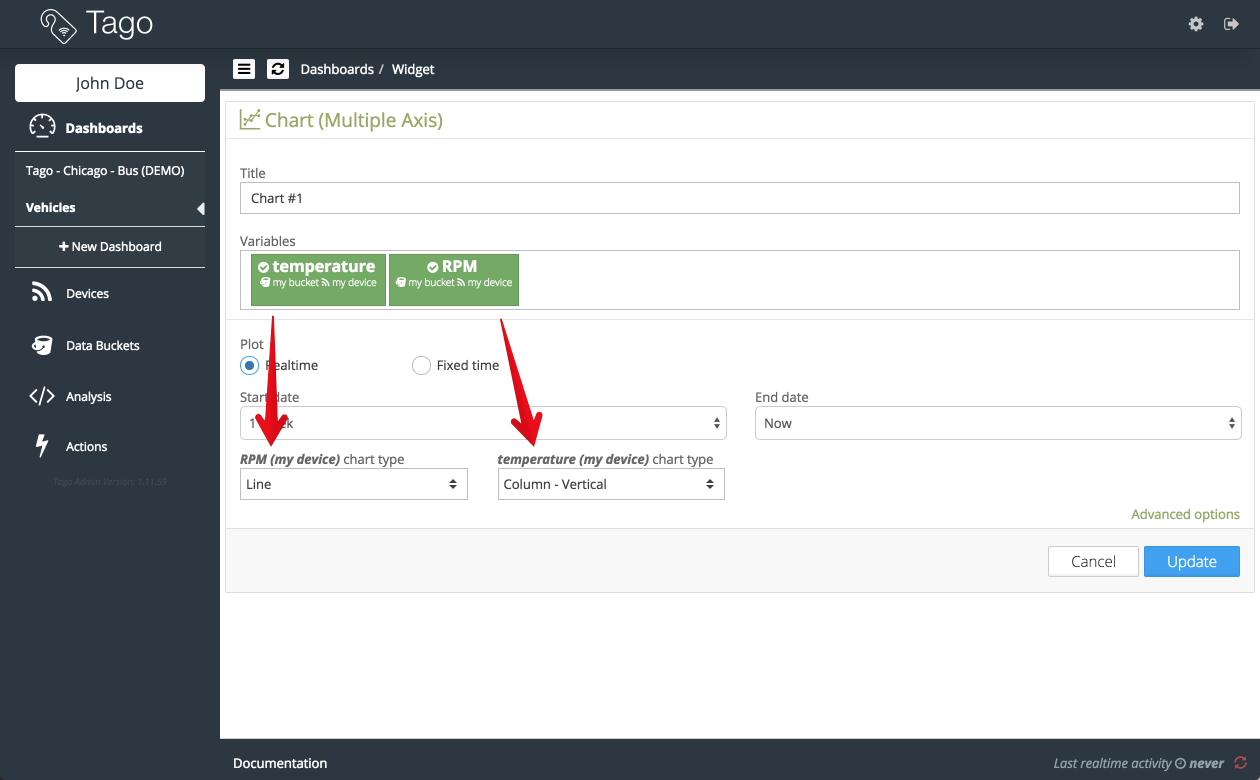 Tago
John Doe
Dashboards
Tago - Chicago - Bus (DEMO)
Vehicles
New Dashboard
Devices
Data Buckets
Analysis
Actions
Tago Admin Version: 1.11.59
Dashboards / Widget
Chart (Multiple Axis)
Title
Chart #1
Variables
temperature
my bucket my device
RPM
my bucket my device
Plot
Realtime
Fixed time
Start date
End date
Now
RPM (my device) chart type
temperature (my device) chart type
Line
Column - Vertical
Advanced options
Cancel
Update
Documentation
Last realtime activity never